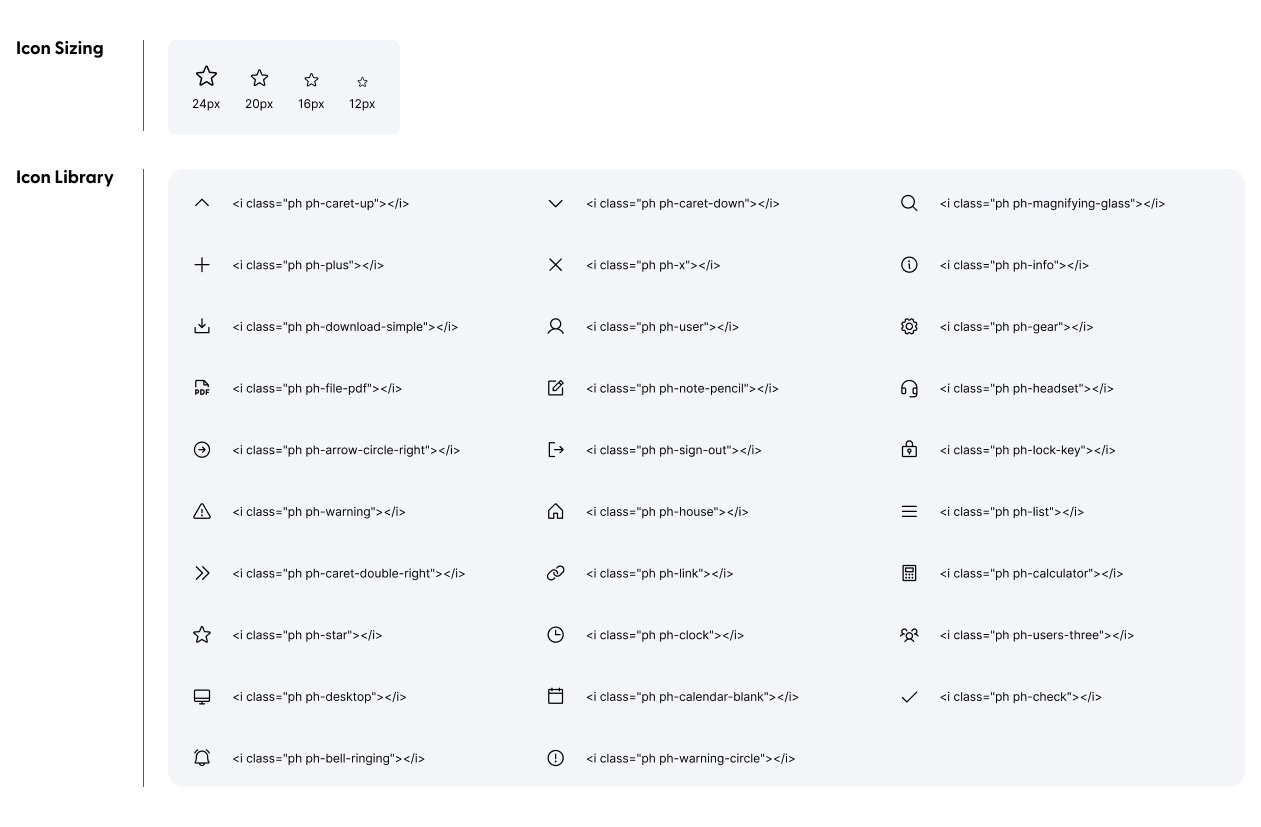 Icon Sizing
24px 20px 16px 12px
Icon Library
<i class="ph ph-caret-up"></i> <i class="ph ph-caret-down"></i> <i class="ph ph-magnifying-glass"></i>
<i class="ph ph-plus"></i> <i class="ph ph-x"></i> <i class="ph ph-info"></i>
<i class="ph ph-download-simple"></i> <i class="ph ph-user"></i> <i class="ph ph-gear"></i>
PDF <i class="ph ph-file-pdf"></i> <i class="ph ph-note-pencil"></i> <i class="ph ph-headset"></i>
<i class="ph ph-arrow-circle-right"></i> <i class="ph ph-sign-out"></i> <i class="ph ph-lock-key"></i>
<i class="ph ph-warning"></i> <i class="ph ph-house"></i> <i class="ph ph-list"></i>
<i class="ph ph-caret-double-right"></i> <i class="ph ph-link"></i> <i class="ph ph-calculator"></i>
<i class="ph ph-star"></i> <i class="ph ph-clock"></i> <i class="ph ph-users-three"></i>
<i class="ph ph-desktop"></i> <i class="ph ph-calendar-blank"></i> <i class="ph ph-check"></i>
<i class="ph ph-bell-ringing"></i> <i class="ph ph-warning-circle"></i>